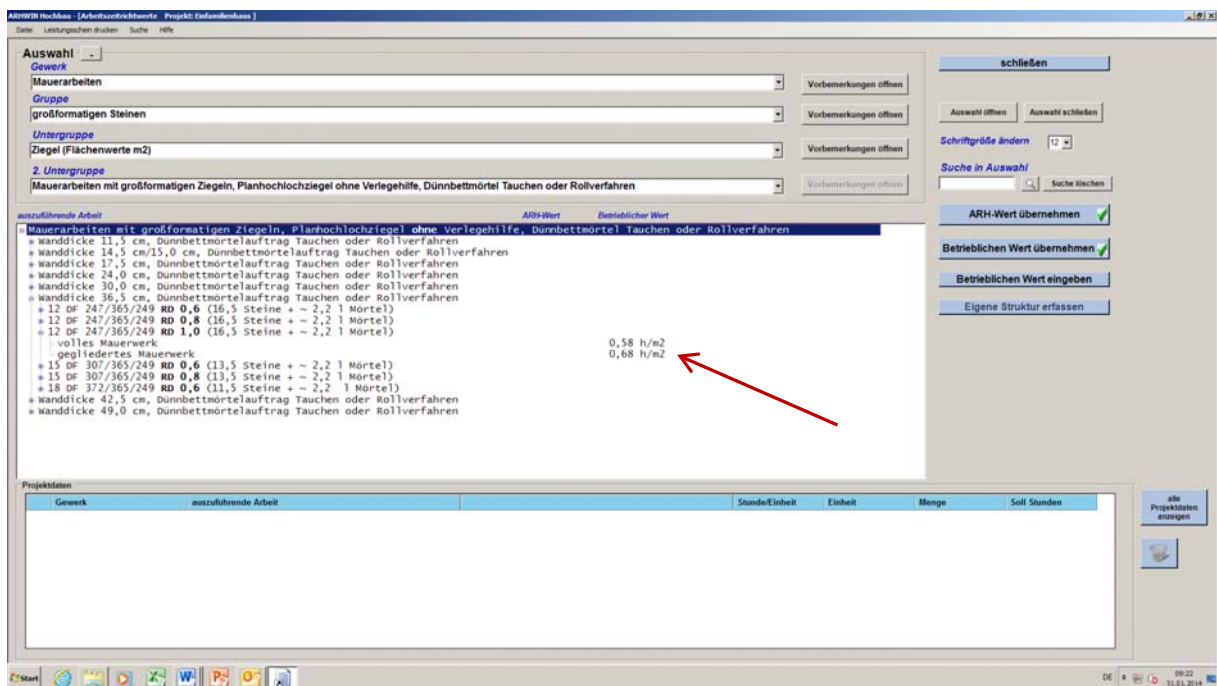 ARHWIN Hochbau - [Arbeitszeitrichtwerte Projekt: Einfamilienhaus ]
Datei Leistungsschein drucken Suche Hilfe
Auswahl -
Gewerk
Mauerarbeiten
Vorbemerkungen öffnen
Gruppe
großformatigen Steinen
Vorbemerkungen öffnen
Untergruppe
Ziegel (Flächenwerte m2)
Vorbemerkungen öffnen
2. Untergruppe
Mauerarbeiten mit großformatigen Ziegeln, Planhochlochziegel ohne Verlegehilfe, Dünnbettmörtel Tauchen oder Rollverfahren
Vorbemerkungen öffnen
schließen
Auswahl öffnen Auswahl schließen
Schriftgröße ändern 12
Suche in Auswahl
Suche löschen
ARH-Wert übernehmen
Betrieblichen Wert übernehmen
Betrieblichen Wert eingeben
Eigene Struktur erfassen
auszuführende Arbeit ARH-Wert Betrieblicher Wert
Mauerarbeiten mit großformatigen Ziegeln, Planhochlochziegel ohne Verlegehilfe, Dünnbettmörtel Tauchen oder Rollverfahren
Wanddicke 11,5 cm, Dünnbettmörtelauftrag Tauchen oder Rollverfahren
Wanddicke 14,5 cm/15,0 cm, Dünnbettmörtelauftrag Tauchen oder Rollverfahren
Wanddicke 17,5 cm, Dünnbettmörtelauftrag Tauchen oder Rollverfahren
Wanddicke 24,0 cm, Dünnbettmörtelauftrag Tauchen oder Rollverfahren
Wanddicke 30,0 cm, Dünnbettmörtelauftrag Tauchen oder Rollverfahren
Wanddicke 36,5 cm, Dünnbettmörtelauftrag Tauchen oder Rollverfahren
12 DF 247/365/249 RD 0,6 (16,5 Steine + ~ 2,2 l Mörtel)
12 DF 247/365/249 RD 0,8 (16,5 Steine + ~ 2,2 l Mörtel)
12 DF 247/365/249 RD 1,0 (16,5 Steine + ~ 2,2 l Mörtel)
volles Mauerwerk 0,58 h/m2
gegliedertes Mauerwerk 0,68 h/m2
15 DF 307/365/249 RD 0,6 (13,5 Steine + ~ 2,2 l Mörtel)
15 DF 307/365/249 RD 0,8 (13,5 Steine + ~ 2,2 l Mörtel)
18 DF 372/365/249 RD 0,6 (11,5 Steine + ~ 2,2 l Mörtel)
Wanddicke 42,5 cm, Dünnbettmörtelauftrag Tauchen oder Rollverfahren
Wanddicke 49,0 cm, Dünnbettmörtelauftrag Tauchen oder Rollverfahren
Projektdaten
Gewerk auszuführende Arbeit Stunde/Einheit Einheit Menge Soll Stunden
alle
Projektdaten
anzeigen
Start
DE 09:22
31.01.2014